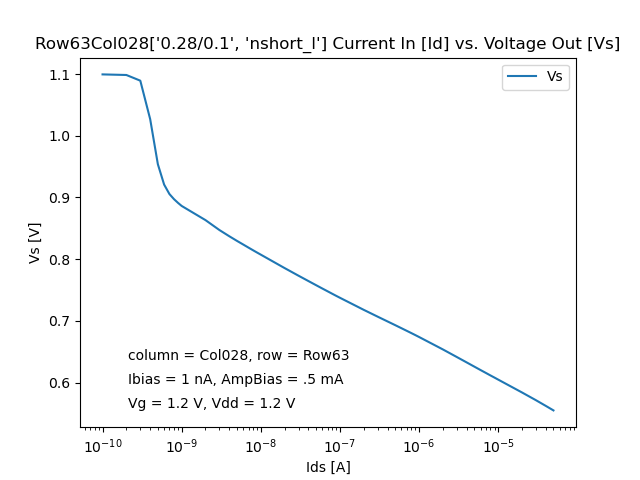 Row63Col028['0.28/0.1', 'nshort_l'] Current In [Id] vs. Voltage Out [Vs]
Vs
1.1
1.0
0.9
0.8
0.7
0.6
Vs [V]
column = Col028, row = Row63
Ibias = 1 nA, AmpBias = .5 mA
Vg = 1.2 V, Vdd = 1.2 V
10⁻¹⁰ 10⁻⁹ 10⁻⁸ 10⁻⁷ 10⁻⁶ 10⁻⁵
Ids [A]